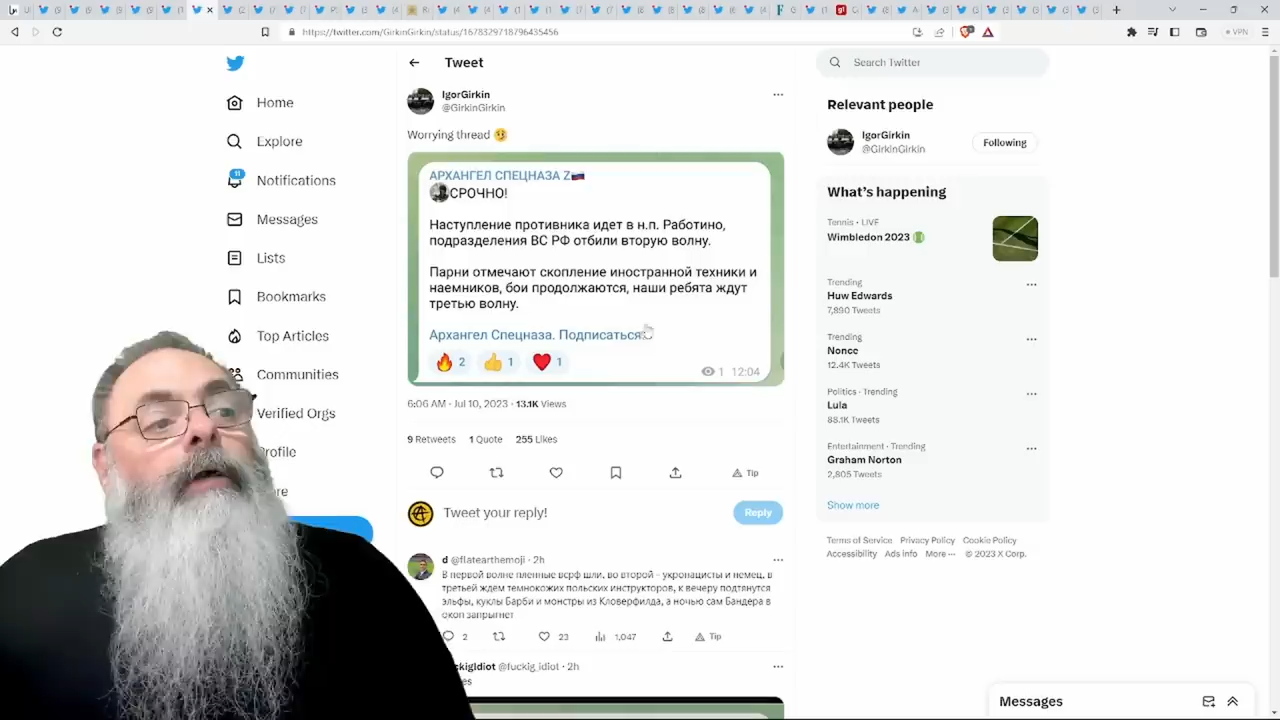 https://twitter.com/GirkinGirkin/status/1678329718796435456
VPN
Home
Explore
11
Notifications
Messages
Lists
Bookmarks
Top Articles
Communities
Verified Orgs
Tweet
IgorGirkin
@GirkinGirkin
Worrying thread
АРХАНГЕЛ СПЕЦНАЗА Z
СРОЧНО!
Наступление противника идет в н.п. Работино,
подразделения ВС РФ отбили вторую волну.
Парни отмечают скопление иностранной техники и
наемников, бои продолжаются, наши ребята ждут
третью волну.
Архангел Спецназа. Подписаться
2 1 1
1 12:04
6:06 AM · Jul 10, 2023 · 13.1K Views
9 Retweets 1 Quote 255 Likes
Tip
Tweet your reply!
Reply
d @flatearthemoji · 2h
В первой волне пленные всрф шли, во второй - укронацисты и немец, в
третьей ждем темнокожих польских инструкторов, к вечеру подтянутся
эльфы, куклы Барби и монстры из Кловерфилда, а ночью сам Бандера в
окоп запрыгнет
2 23 1,047 Tip
@fuckig_idiot · 2h
Search Twitter
Relevant people
IgorGirkin
@GirkinGirkin
Following
What's happening
Tennis · LIVE
Wimbledon 2023
Trending
Huw Edwards
7,890 Tweets
Trending
Nonce
12.4K Tweets
Politics · Trending
Lula
88.1K Tweets
Entertainment · Trending
Graham Norton
2,805 Tweets
Show more
Terms of Service Privacy Policy Cookie Policy
Accessibility Ads info More ··· © 2023 X Corp.
Messages